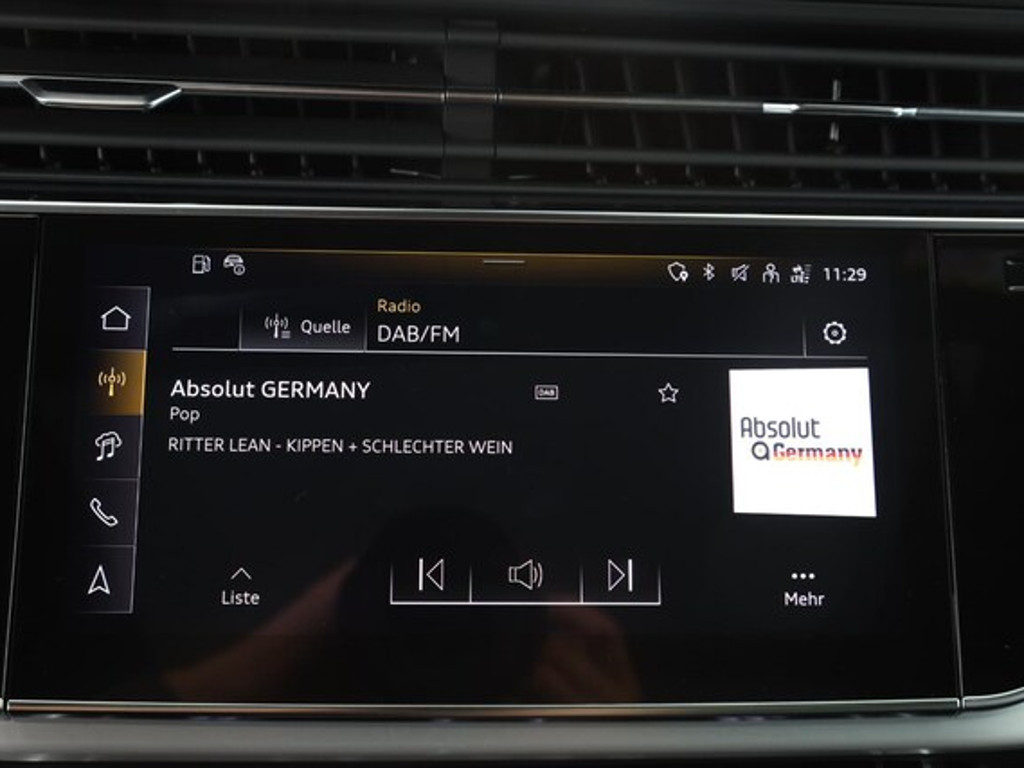 11:29
Radio
Quelle
DAB/FM
Absolut GERMANY
DAB
Pop
RITTER LEAN - KIPPEN + SCHLECHTER WEIN
Absolut
Germany
Liste
Mehr